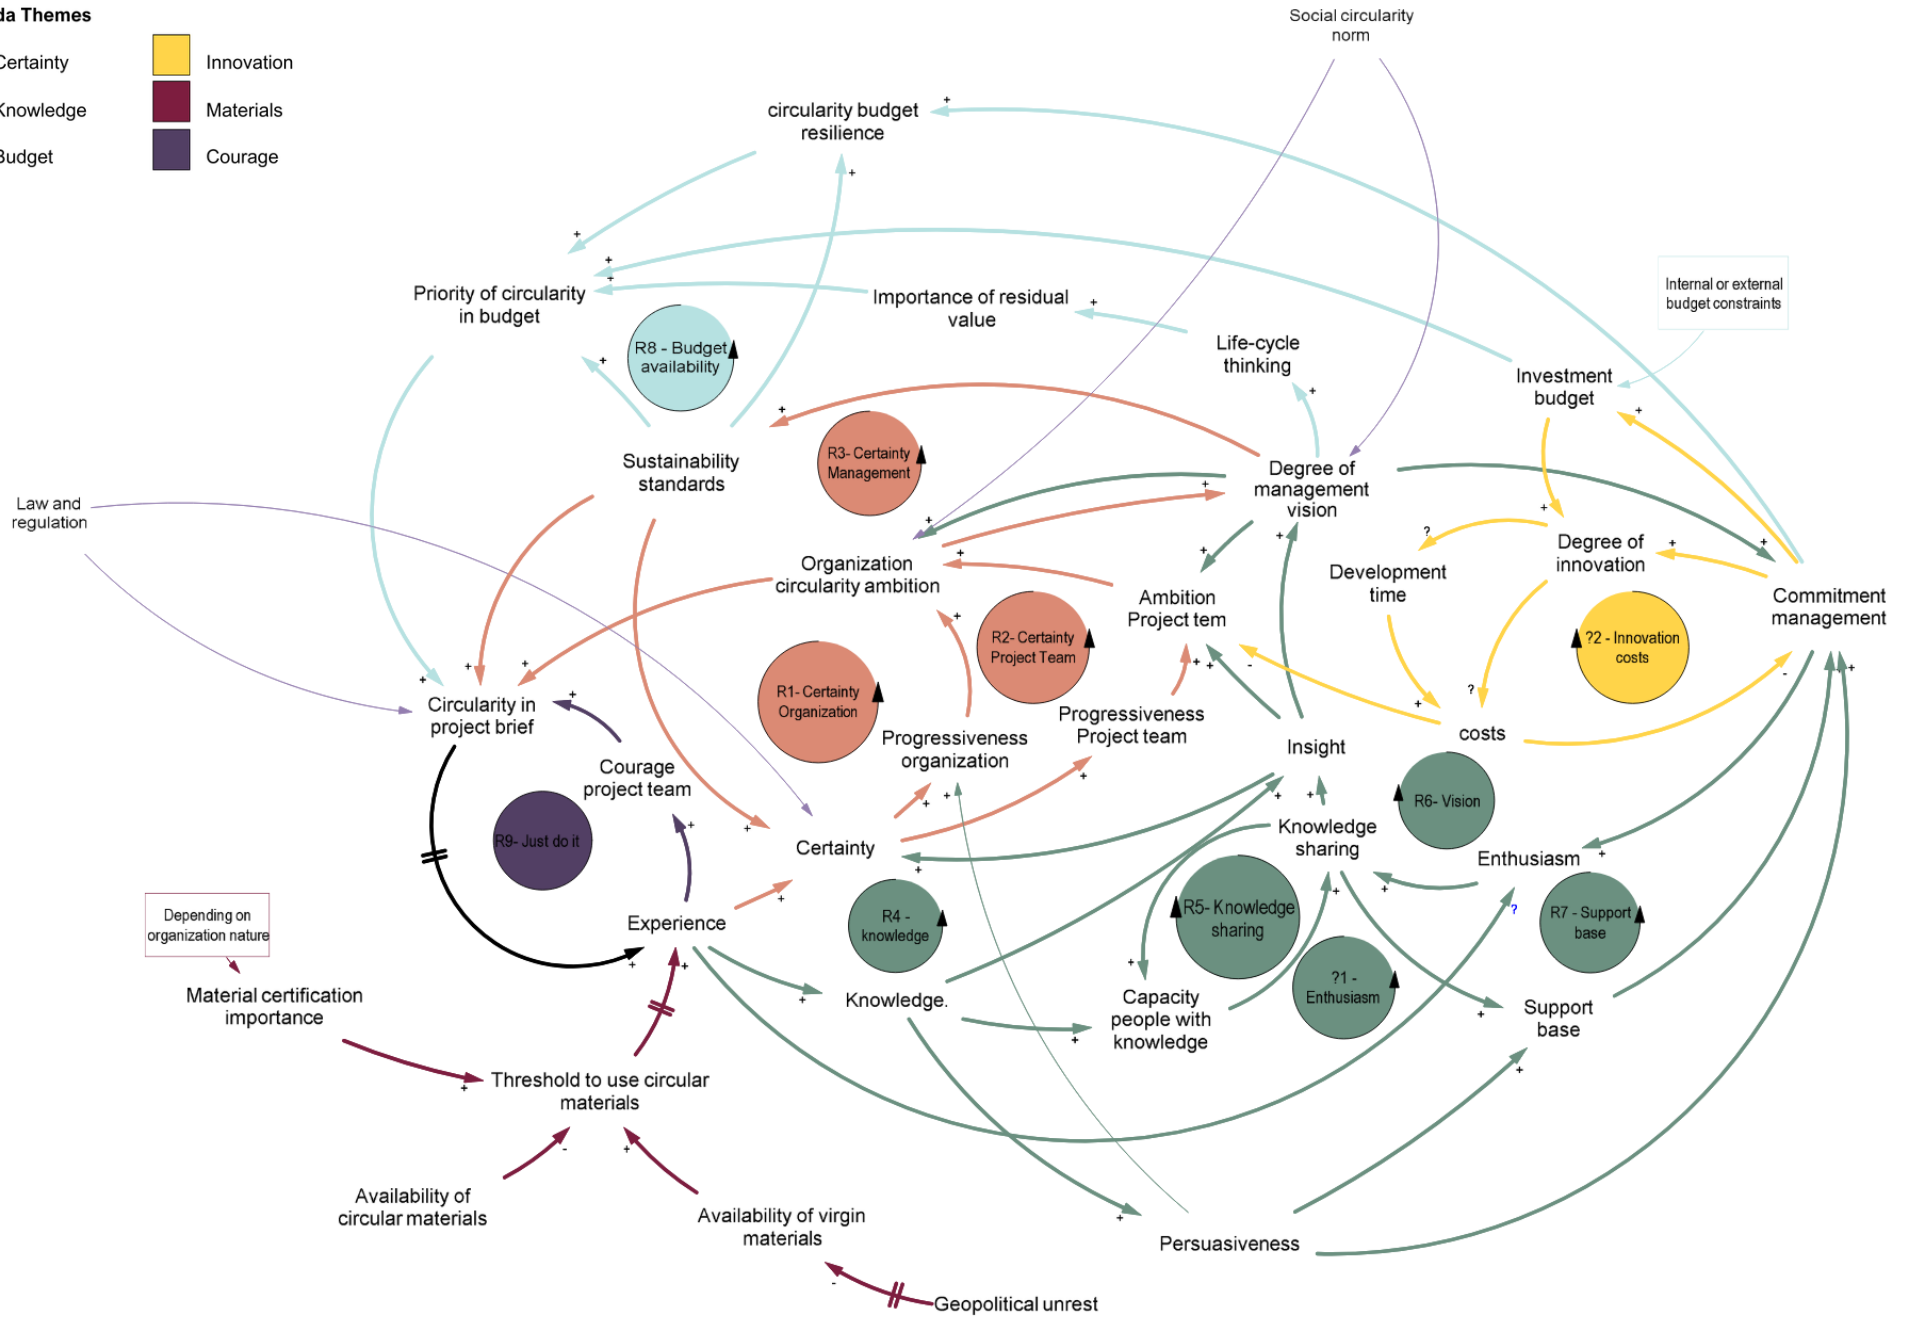 da Themes
Certainty
Innovation
Knowledge
Materials
Budget
Courage
Social circularity
norm
circularity budget
resilience
Priority of circularity
in budget
Importance of residual
value
Internal or external
budget constraints
R8 - Budget
availability
Life-cycle
thinking
Investment
budget
R3- Certainty
Management
Sustainability
standards
Degree of
management
vision
Law and
regulation
Organization
circularity ambition
Development
time
Degree of
innovation
Ambition
Project tem
Commitment
management
R2- Certainty
Project Team
?2 - Innovation
costs
R1- Certainty
Organization
Circularity in
project brief
Progressiveness
Project team
Progressiveness
organization
Insight
costs
Courage
project team
R6- Vision
R9- Just do it
Certainty
Knowledge
sharing
Enthusiasm
Depending on
organization nature
Experience
R4 -
knowledge
R5- Knowledge
sharing
R7 - Support
base
?1 -
Enthusiasm
Material certification
importance
Knowledge.
Capacity
people with
knowledge
Support
base
Threshold to use circular
materials
Availability of
circular materials
Availability of virgin
materials
Persuasiveness
Geopolitical unrest